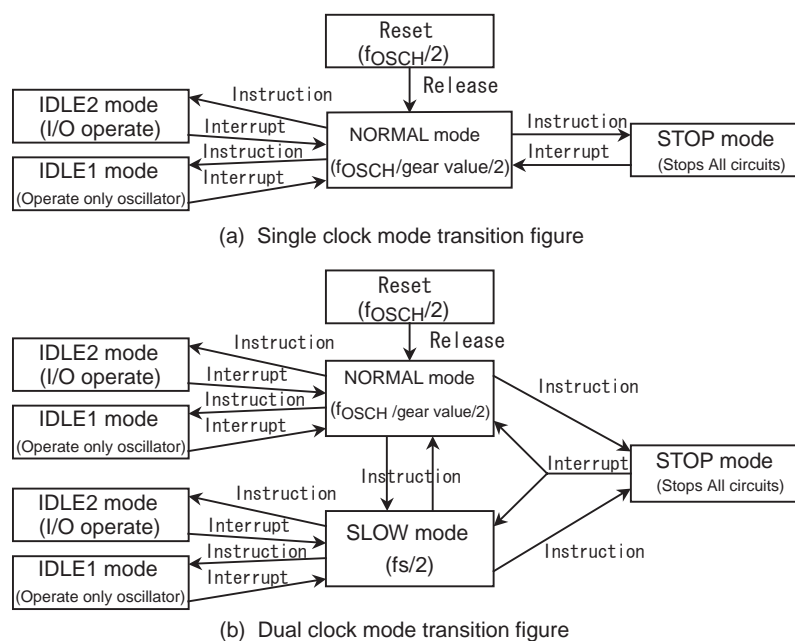 Reset
(fOSCH/2)
Release
IDLE2 mode
(I/O operate)
Instruction
Interrupt
Instruction
IDLE1 mode
(Operate only oscillator)
Interrupt
NORMAL mode
(fOSCH/gear value/2)
Instruction
Interrupt
STOP mode
(Stops All circuits)
(a) Single clock mode transition figure
Reset
(fOSCH/2)
Release
IDLE2 mode
(I/O operate)
Instruction
Interrupt
Instruction
IDLE1 mode
(Operate only oscillator)
Interrupt
NORMAL mode
(fOSCH /gear value/2)
Instruction
Instruction
Interrupt
STOP mode
(Stops All circuits)
IDLE2 mode
(I/O operate)
Instruction
Interrupt
Instruction
IDLE1 mode
(Operate only oscillator)
Interrupt
SLOW mode
(fs/2)
Instruction
(b) Dual clock mode transition figure